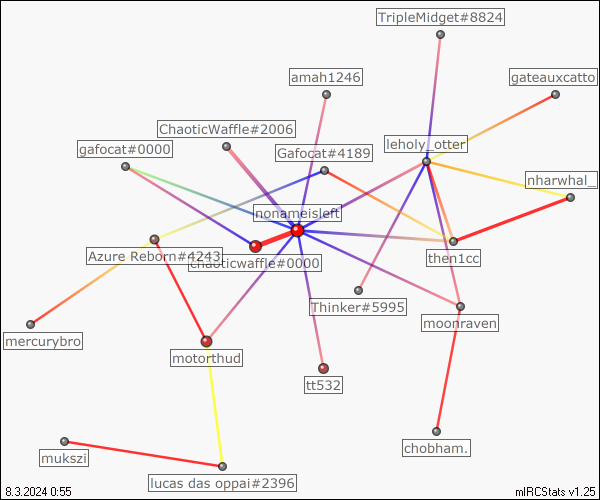 TripleMidget#8824
amah1246
gateauxcatto
ChaoticWaffle#2006
gafocat#0000
Gafocat#4189
leholy_otter
nharwhal_
nonameisleft
Azure Reborn#4243
chaoticwaffle#0000
then1cc
Thinker#5995
moonraven
mercurybro
motorthud
tt532
chobham.
mukszi
lucas das oppai#2396
8.3.2024 0:55
mIRCStats v1.25